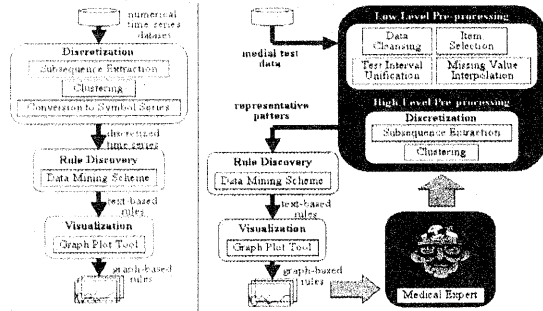 numerical
time-series
datasets
Discretization
Subsequence Extraction
Clustering
Conversion to Symbol Series
discretized
time series
Rule Discovery
Data Mining Scheme
text-based
rules
Visualization
Graph Plot Tool
graph-based
rules
medial test
data
representative
patters
Rule Discovery
Data Mining Scheme
text-based
rules
Visualization
Graph Plot Tool
graph-based
rules
Low Level Pre-processing
Data
Cleansing
Item
Selection
Test Interval
Unification
Missing Value
Interpolation
High Level Pre-processing
Discretization
Subsequence Extraction
Clustering
Medical Expert